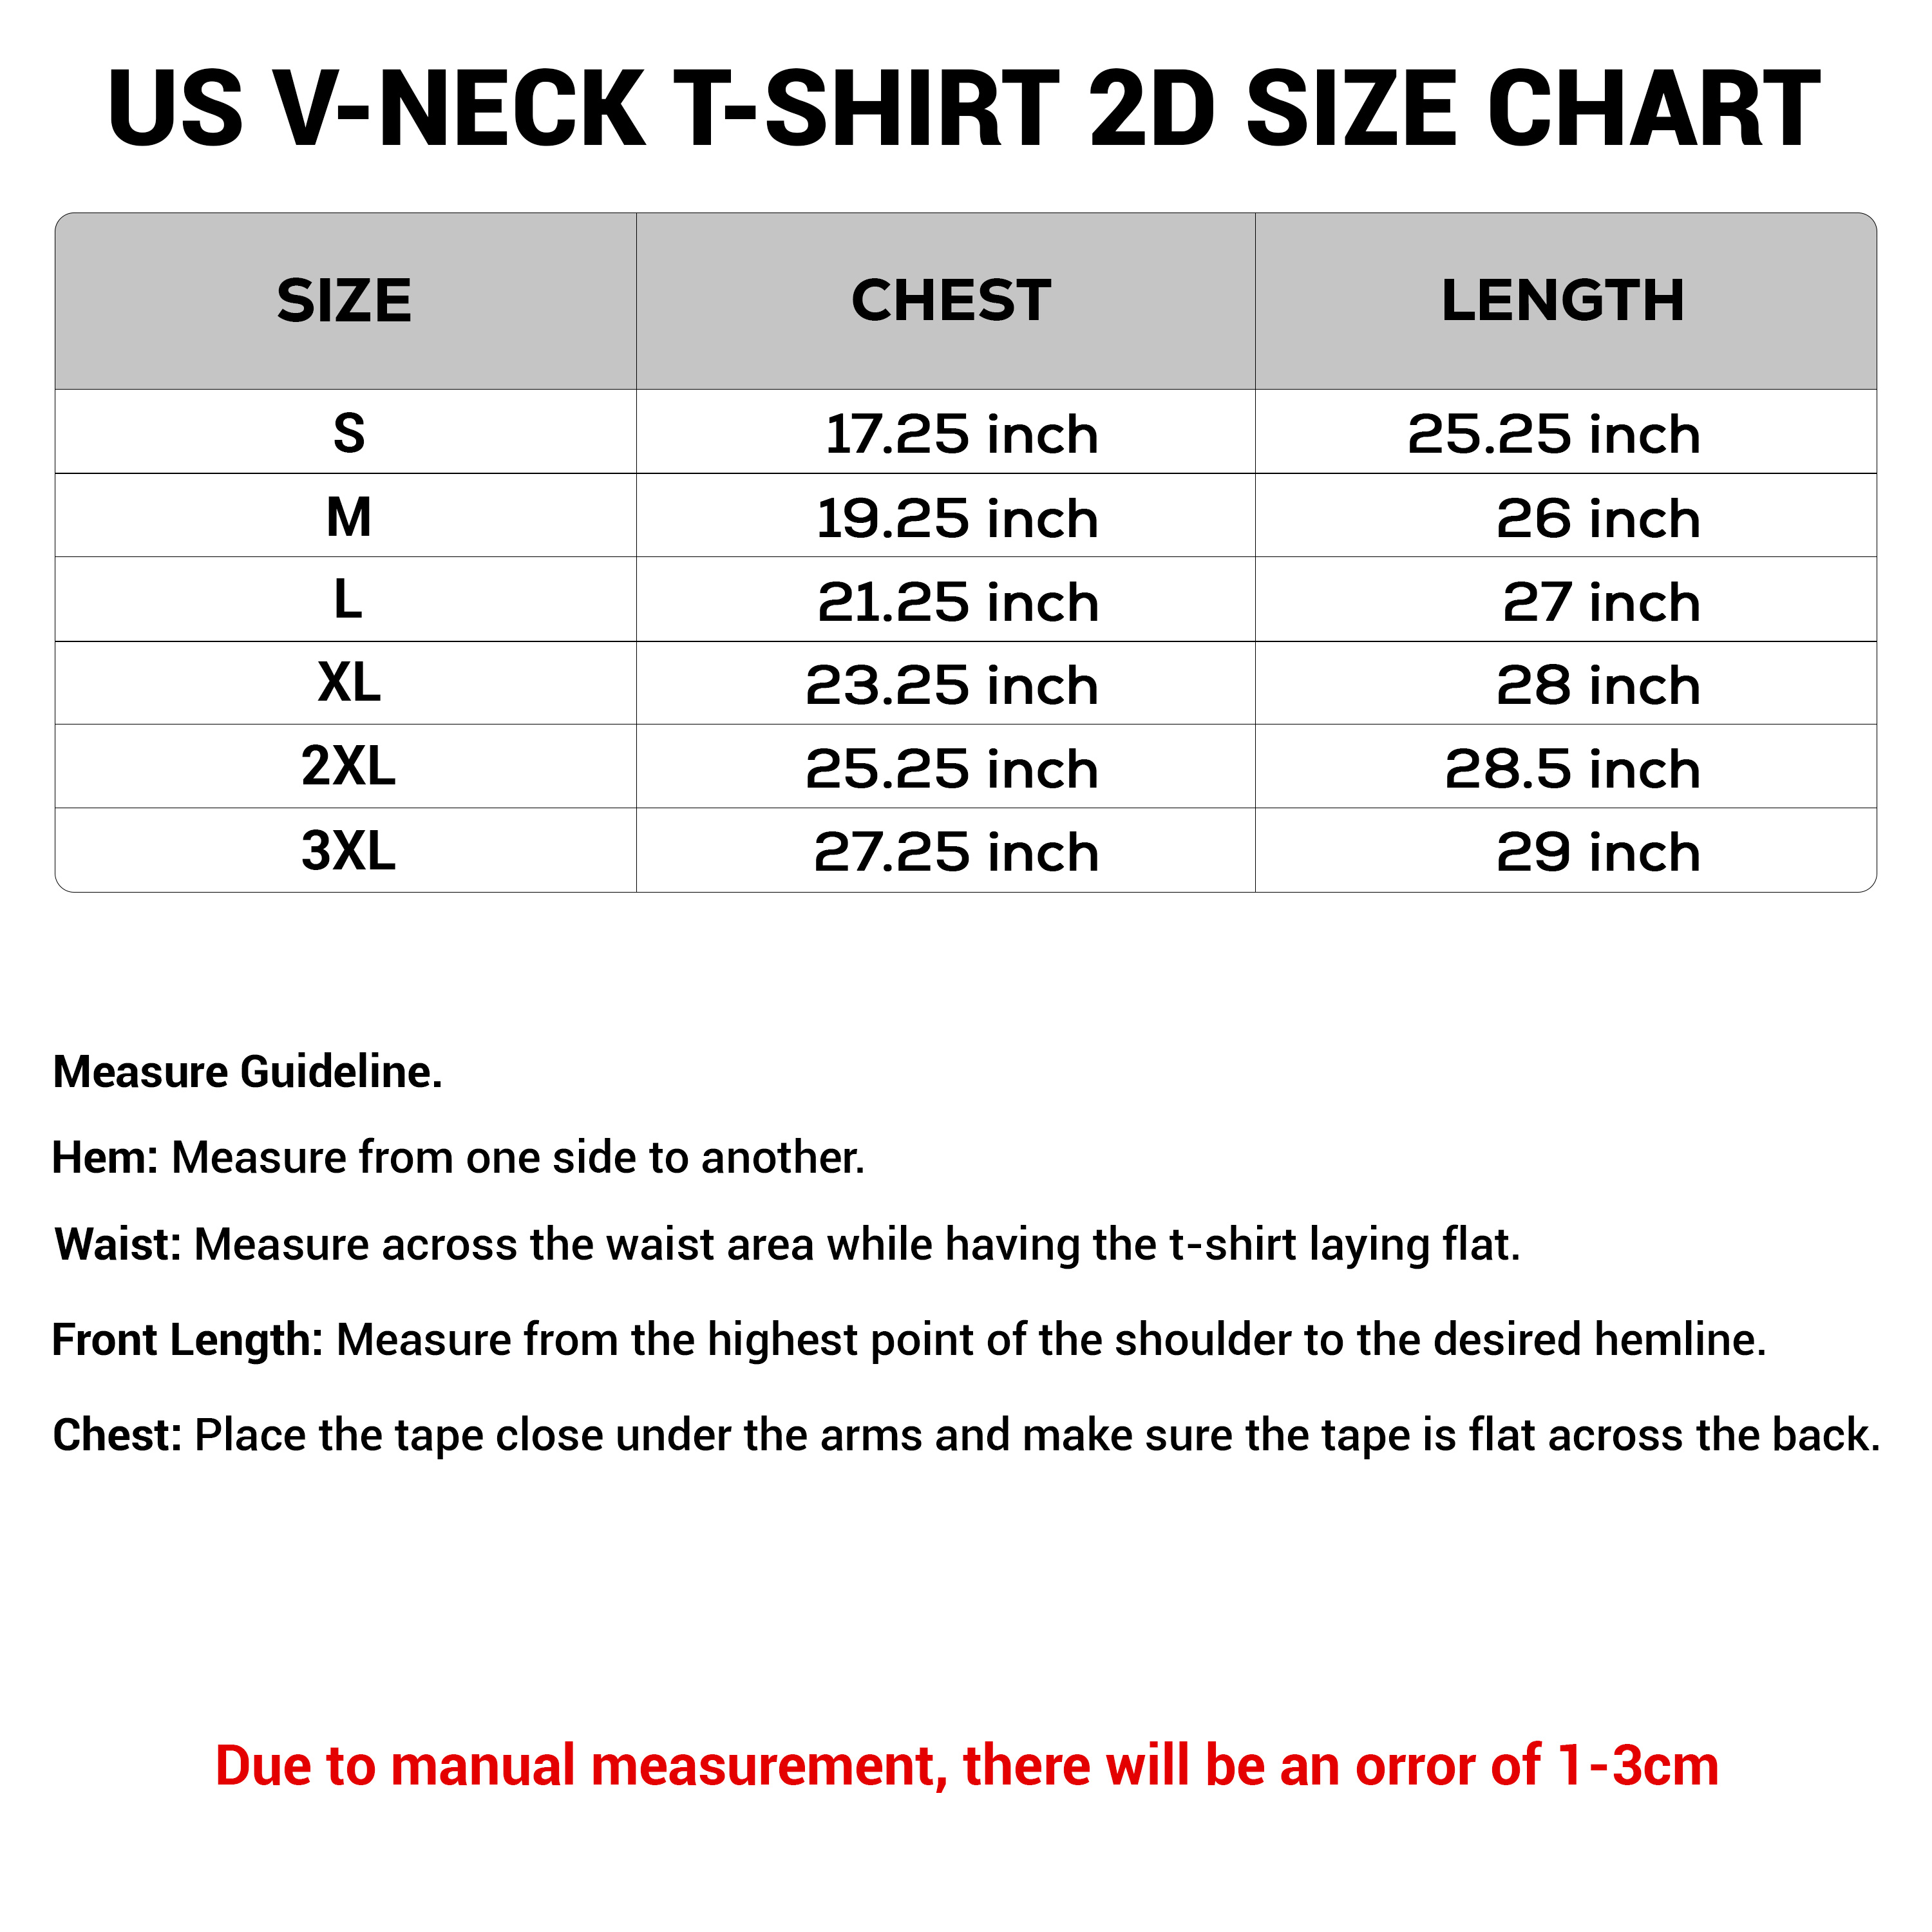 US V-NECK T-SHIRT 2D SIZE CHART
SIZE CHEST LENGTH
S 17.25 inch 25.25 inch
M 19.25 inch 26 inch
L 21.25 inch 27 inch
XL 23.25 inch 28 inch
2XL 25.25 inch 28.5 inch
3XL 27.25 inch 29 inch
Measure Guideline.
Hem: Measure from one side to another.
Waist: Measure across the waist area while having the t-shirt laying flat.
Front Length: Measure from the highest point of the shoulder to the desired hemline.
Chest: Place the tape close under the arms and make sure the tape is flat across the back.
Due to manual measurement, there will be an orror of 1-3cm